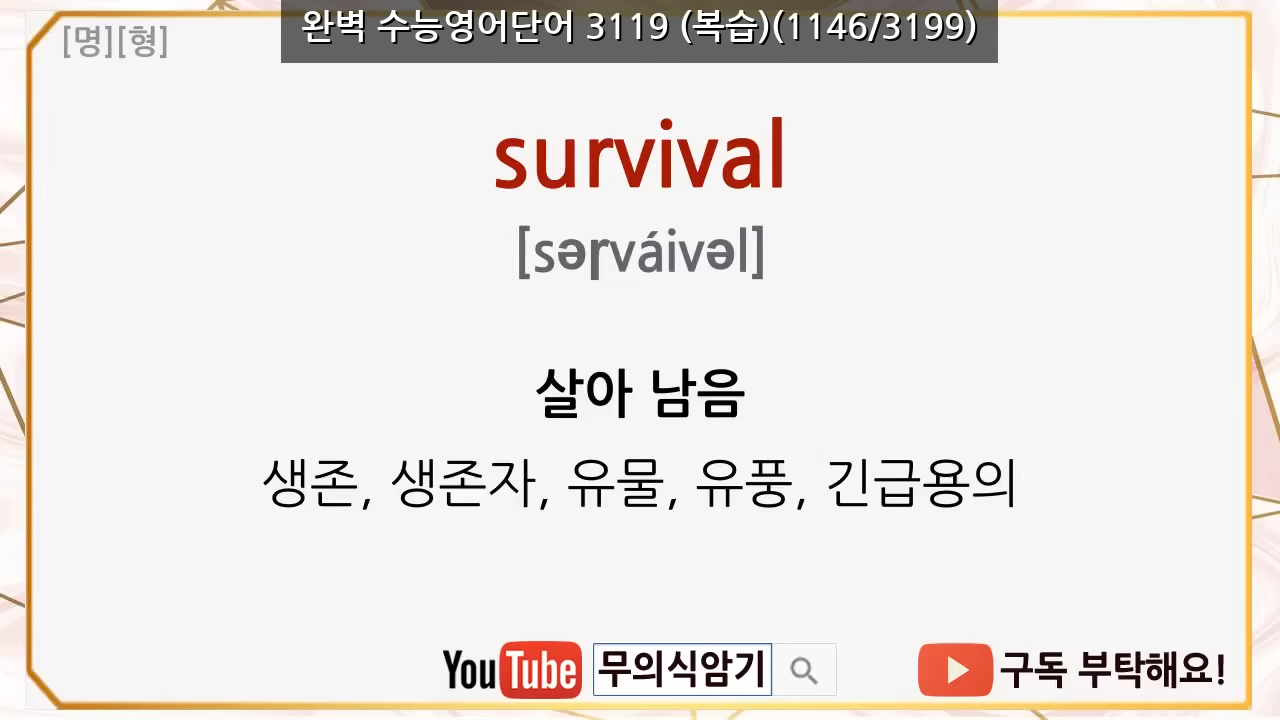 완벽 수능영어단어 3119 (복습)(1146/3199)
[명][형]
survival
[sərváivəl]
살아 남음
생존, 생존자, 유물, 유풍, 긴급용의
YouTube 무의식암기 구독 부탁해요!